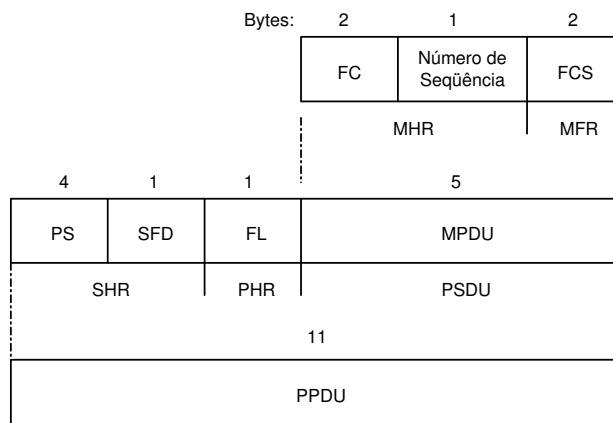 Bytes: 2 1 2
FC Número de Seqüência FCS
MHR MFR
4 1 1 5
PS SFD FL MPDU
SHR PHR PSDU
11
PPDU